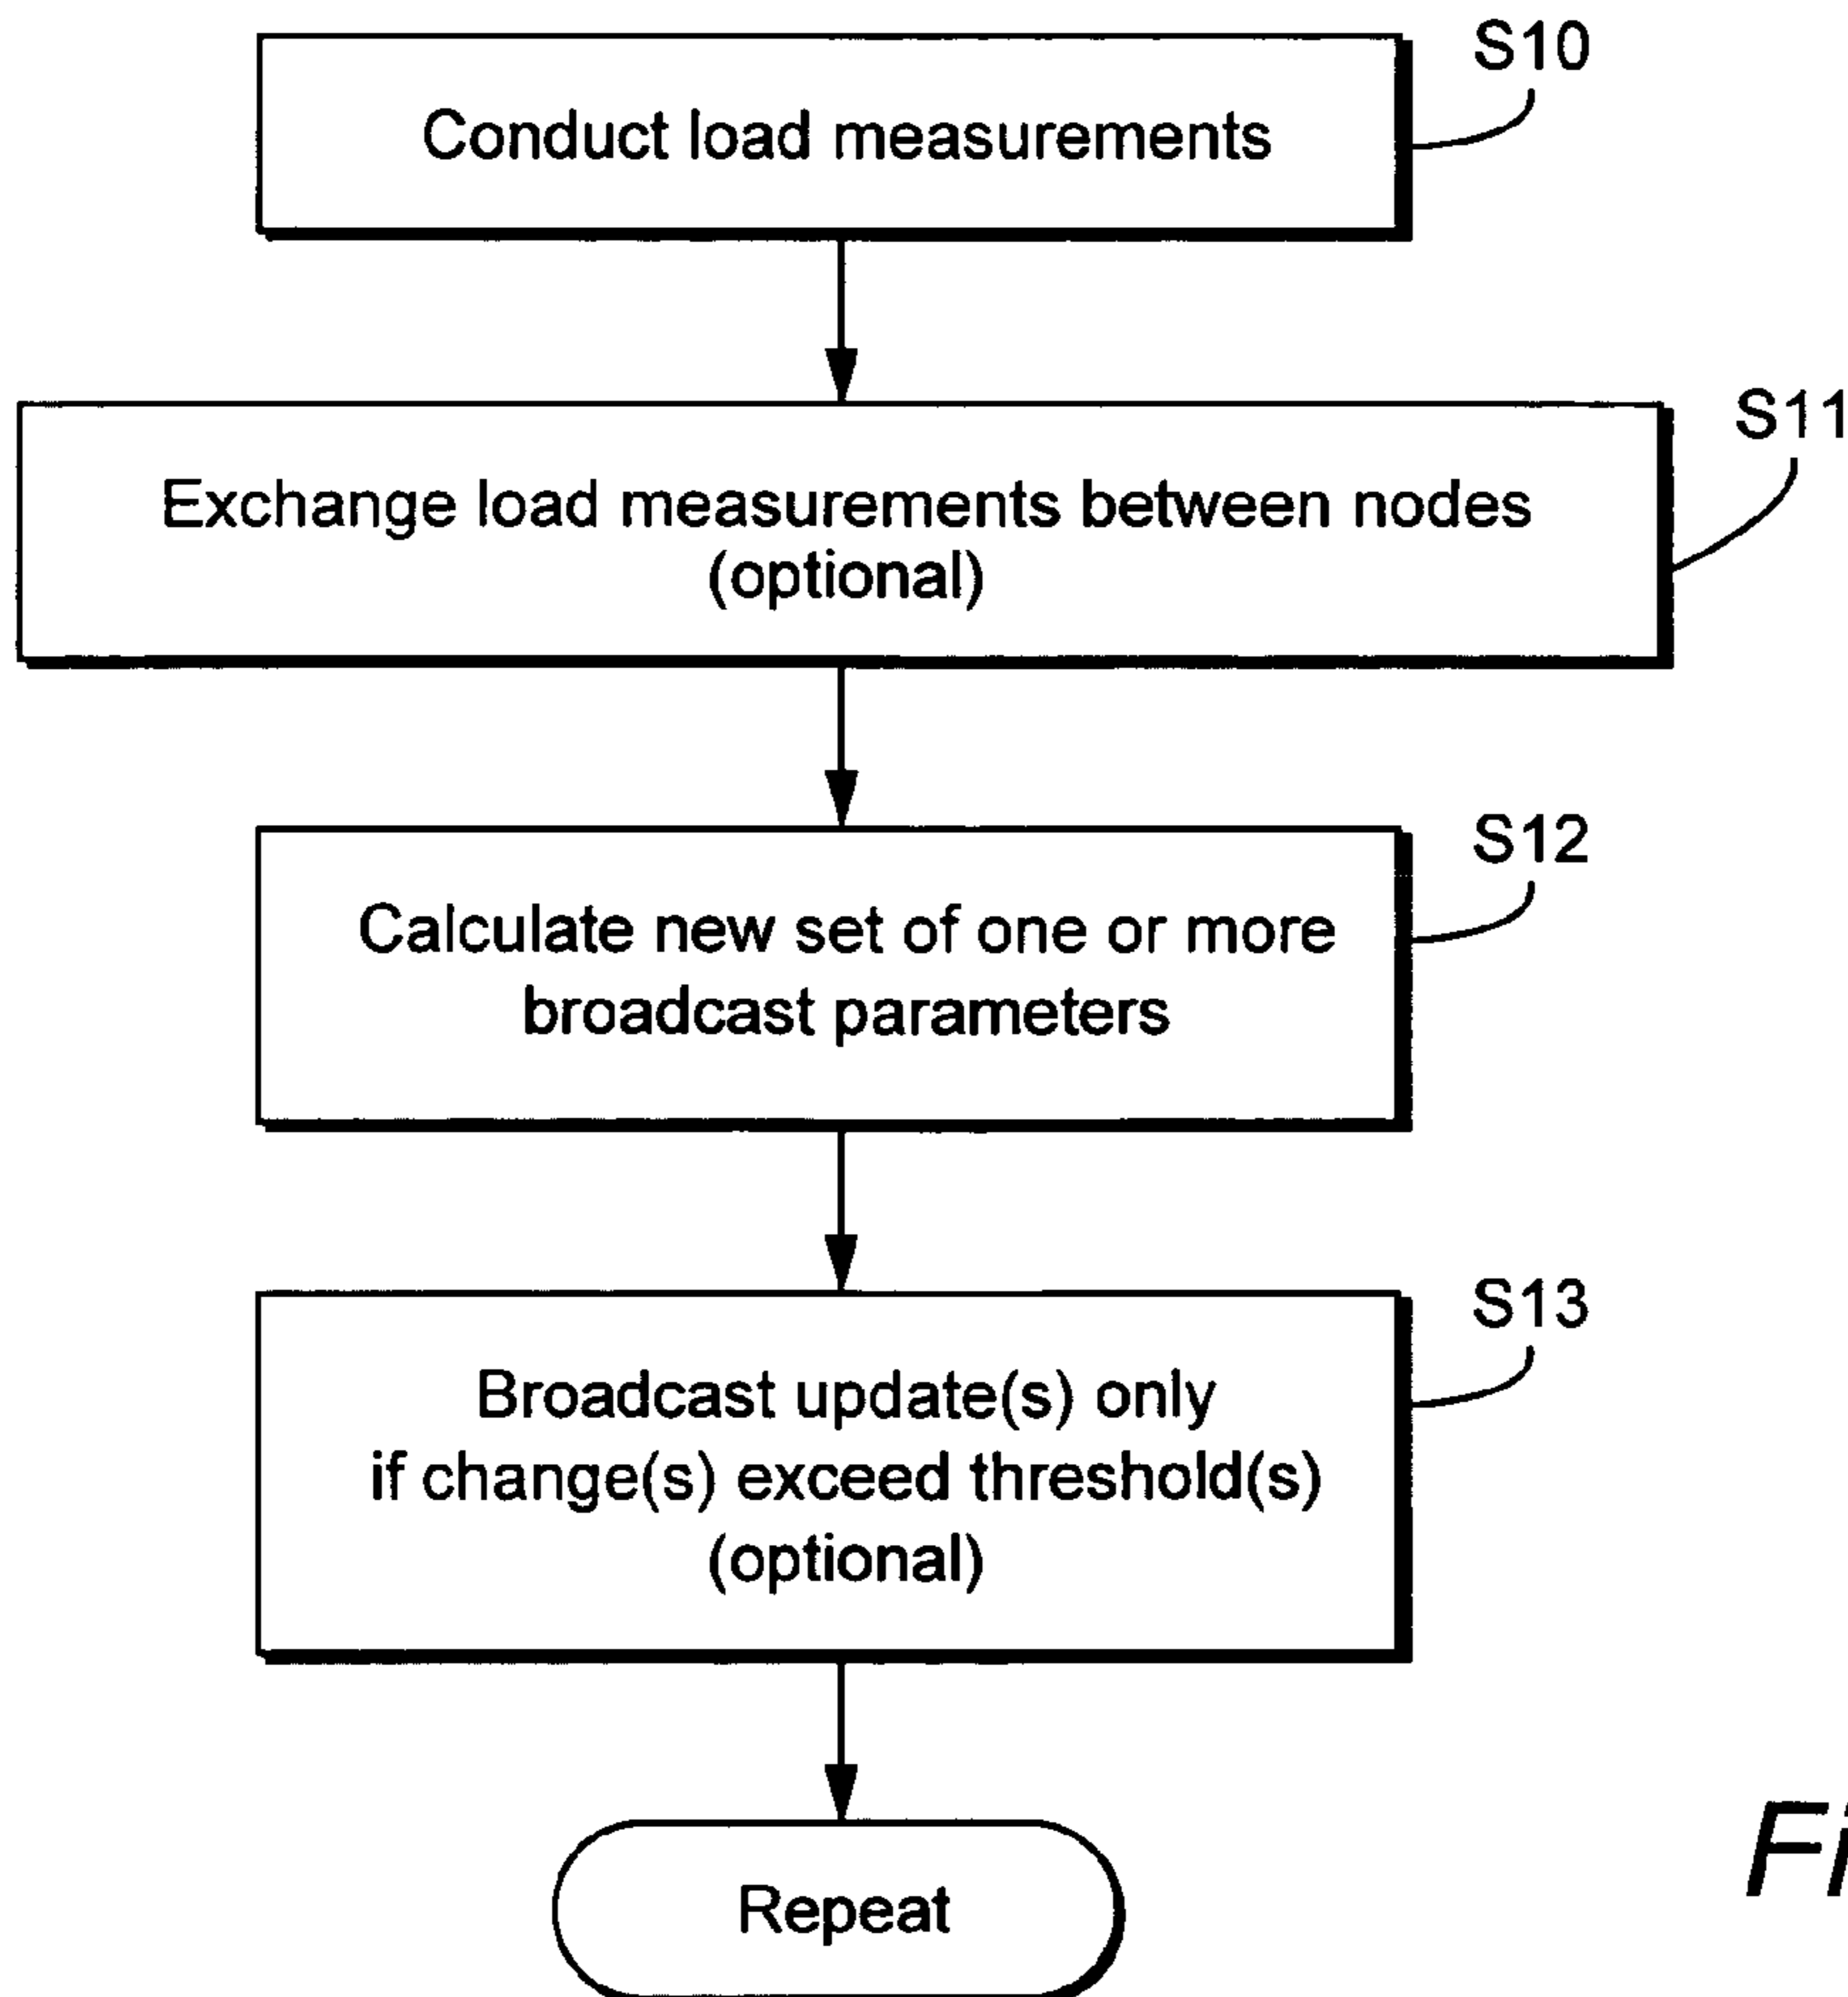 S10
Conduct load measurements
S11
Exchange load measurements between nodes
(optional)
S12
Calculate new set of one or more
broadcast parameters
S13
Broadcast update(s) only
if change(s) exceed threshold(s)
(optional)
Repeat